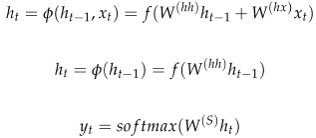 h_t = ϕ(h_{t−1}, x_t) = f(W^{(hh)}h_{t−1} + W^{(hx)}x_t)
h_t = ϕ(h_{t−1}) = f(W^{(hh)}h_{t−1})
y_t = softmax(W^{(S)}h_t)